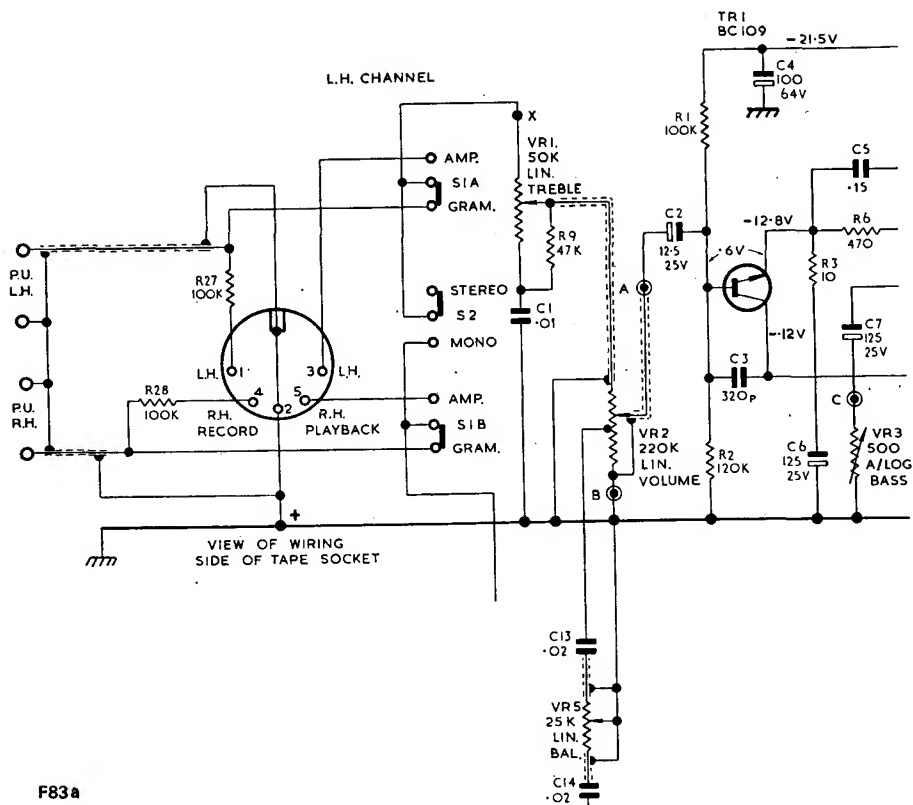 TR1
BC109
-21·5V
C4
100
64V
L.H. CHANNEL
X
VR1.
50K
LIN.
TREBLE
R1
100K
AMP.
S1A
GRAM.
C5
·15
C2
12·5
25V
-12·8V
R6
470
R9
47K
·6V
R3
10
P.U.
L.H.
R27
100K
STEREO
S2
MONO
C1
·01
A
-·12V
C7
125
25V
L.H.
1
3
L.H.
4
5
2
R28
100K
R.H.
RECORD
R.H.
PLAYBACK
AMP.
S1B
GRAM.
C3
320P
C
P.U.
R.H.
VR2
220K
LIN.
VOLUME
R2
120K
C6
125
25V
VR3
500
A/LOG
BASS
B
+
VIEW OF WIRING
SIDE OF TAPE SOCKET
C13
·02
VR5
25K
LIN.
BAL.
C14
·02
F83a